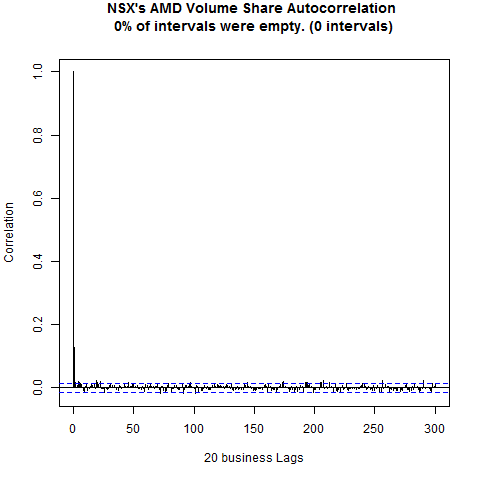 NSX's AMD Volume Share Autocorrelation
0% of intervals were empty. (0 intervals)
Correlation
1.0
0.8
0.6
0.4
0.2
0.0
0 50 100 150 200 250 300
20 business Lags